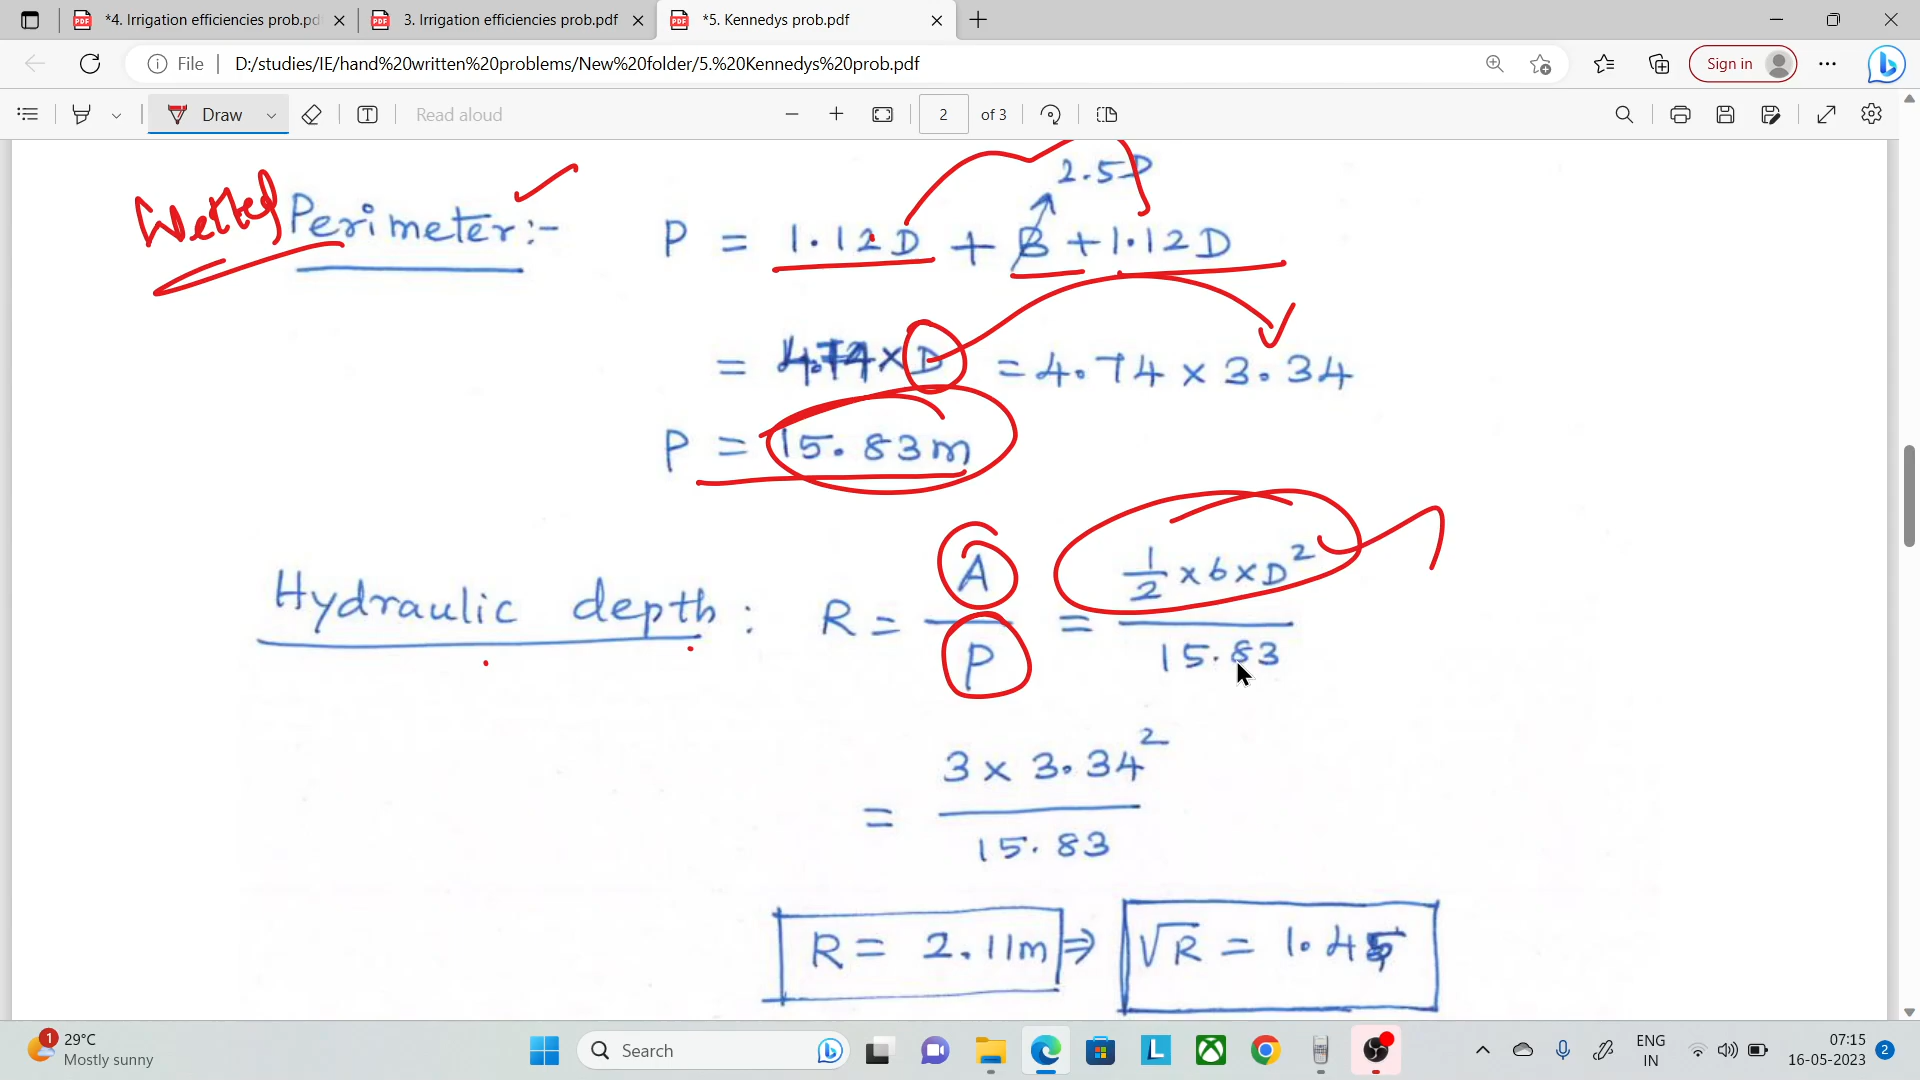 *4. Irrigation efficiencies prob.pd
3. Irrigation efficiencies prob.pdf
*5. Kennedys prob.pdf
File
D:/studies/IE/hand%20written%20problems/New%20folder/5.%20Kennedys%20prob.pdf
Sign in
Draw
Read aloud
2 of 3
2.5D
Wetted Perimeter:- P = 1.12D + B + 1.12D
= 4.74 × D = 4.74 × 3.34
P = 15.83m
Hydraulic depth : R = A / P = 1/2 × 6 × D² / 15.83
= 3 × 3.34² / 15.83
R = 2.11m ⇒ √R = 1.45
1
29°C
Mostly sunny
Search
ENG
IN
07:15
16-05-2023
2